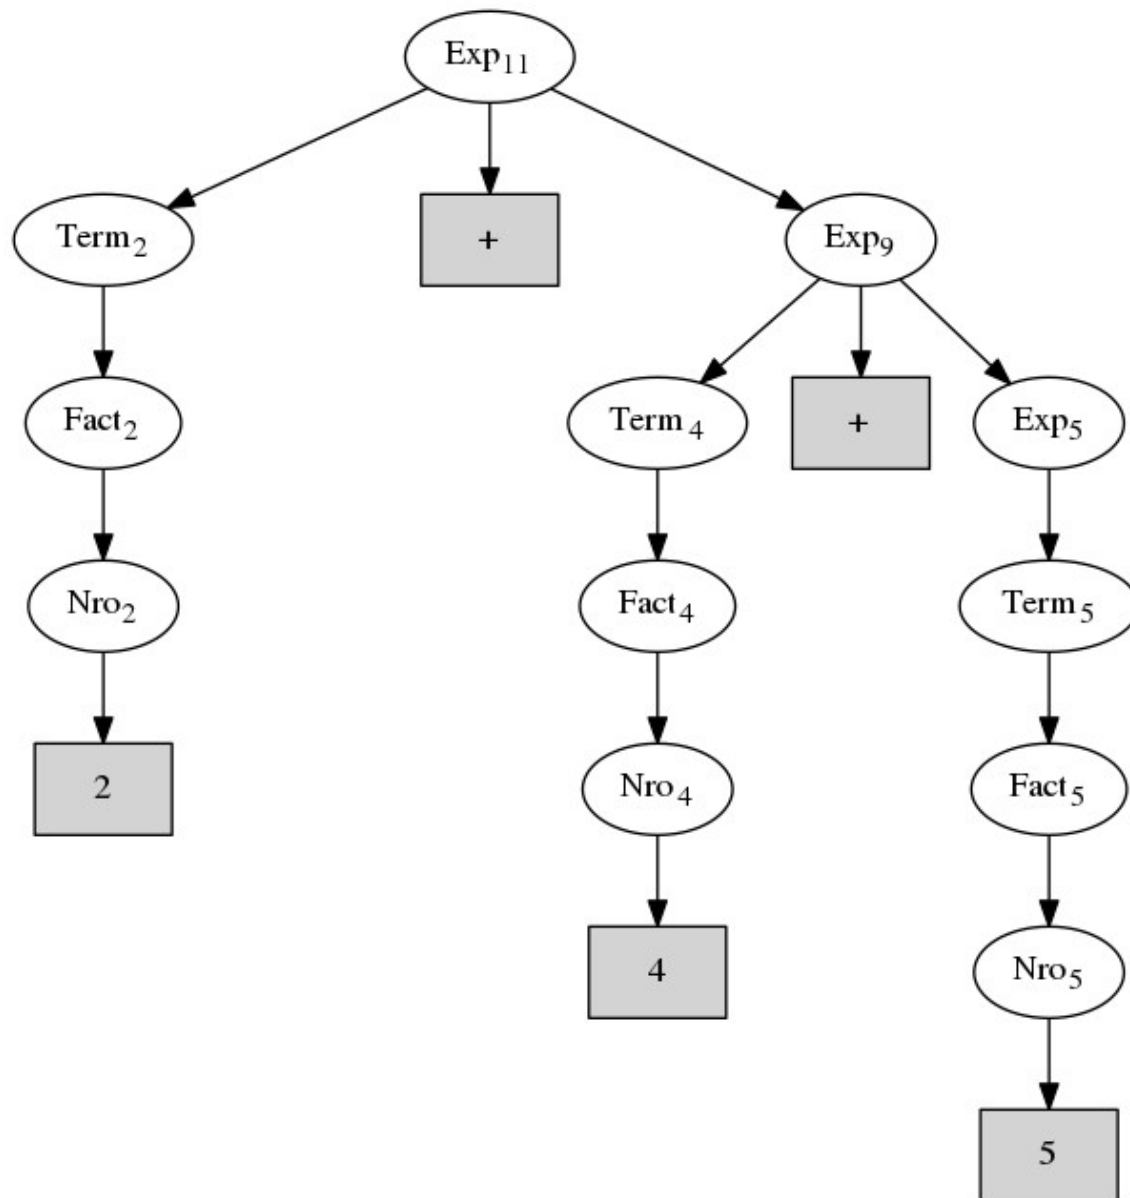 Exp₁₁
Term₂ + Exp₉
Fact₂ Term₄ + Exp₅
Nro₂ Fact₄ Term₅
2 Nro₄ Fact₅
4 Nro₅
5